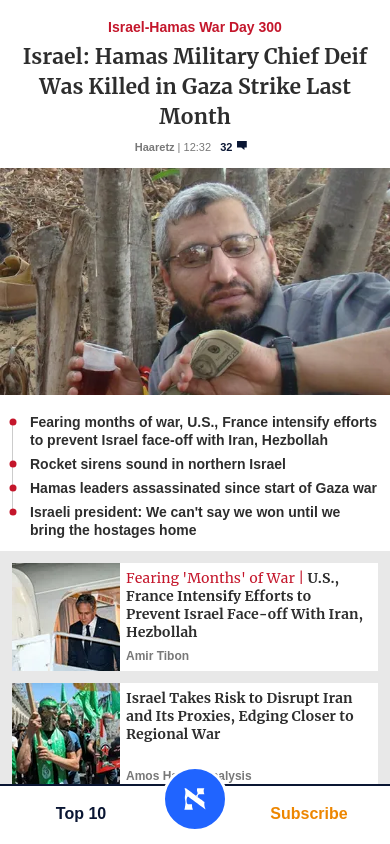 Israel-Hamas War Day 300
Israel: Hamas Military Chief Deif
Was Killed in Gaza Strike Last
Month
Haaretz | 12:32 32
Fearing months of war, U.S., France intensify efforts
to prevent Israel face-off with Iran, Hezbollah
Rocket sirens sound in northern Israel
Hamas leaders assassinated since start of Gaza war
Israeli president: We can't say we won until we
bring the hostages home
Fearing 'Months' of War | U.S.,
France Intensify Efforts to
Prevent Israel Face-off With Iran,
Hezbollah
Amir Tibon
Israel Takes Risk to Disrupt Iran
and Its Proxies, Edging Closer to
Regional War
Amos
Top 10
Subscribe